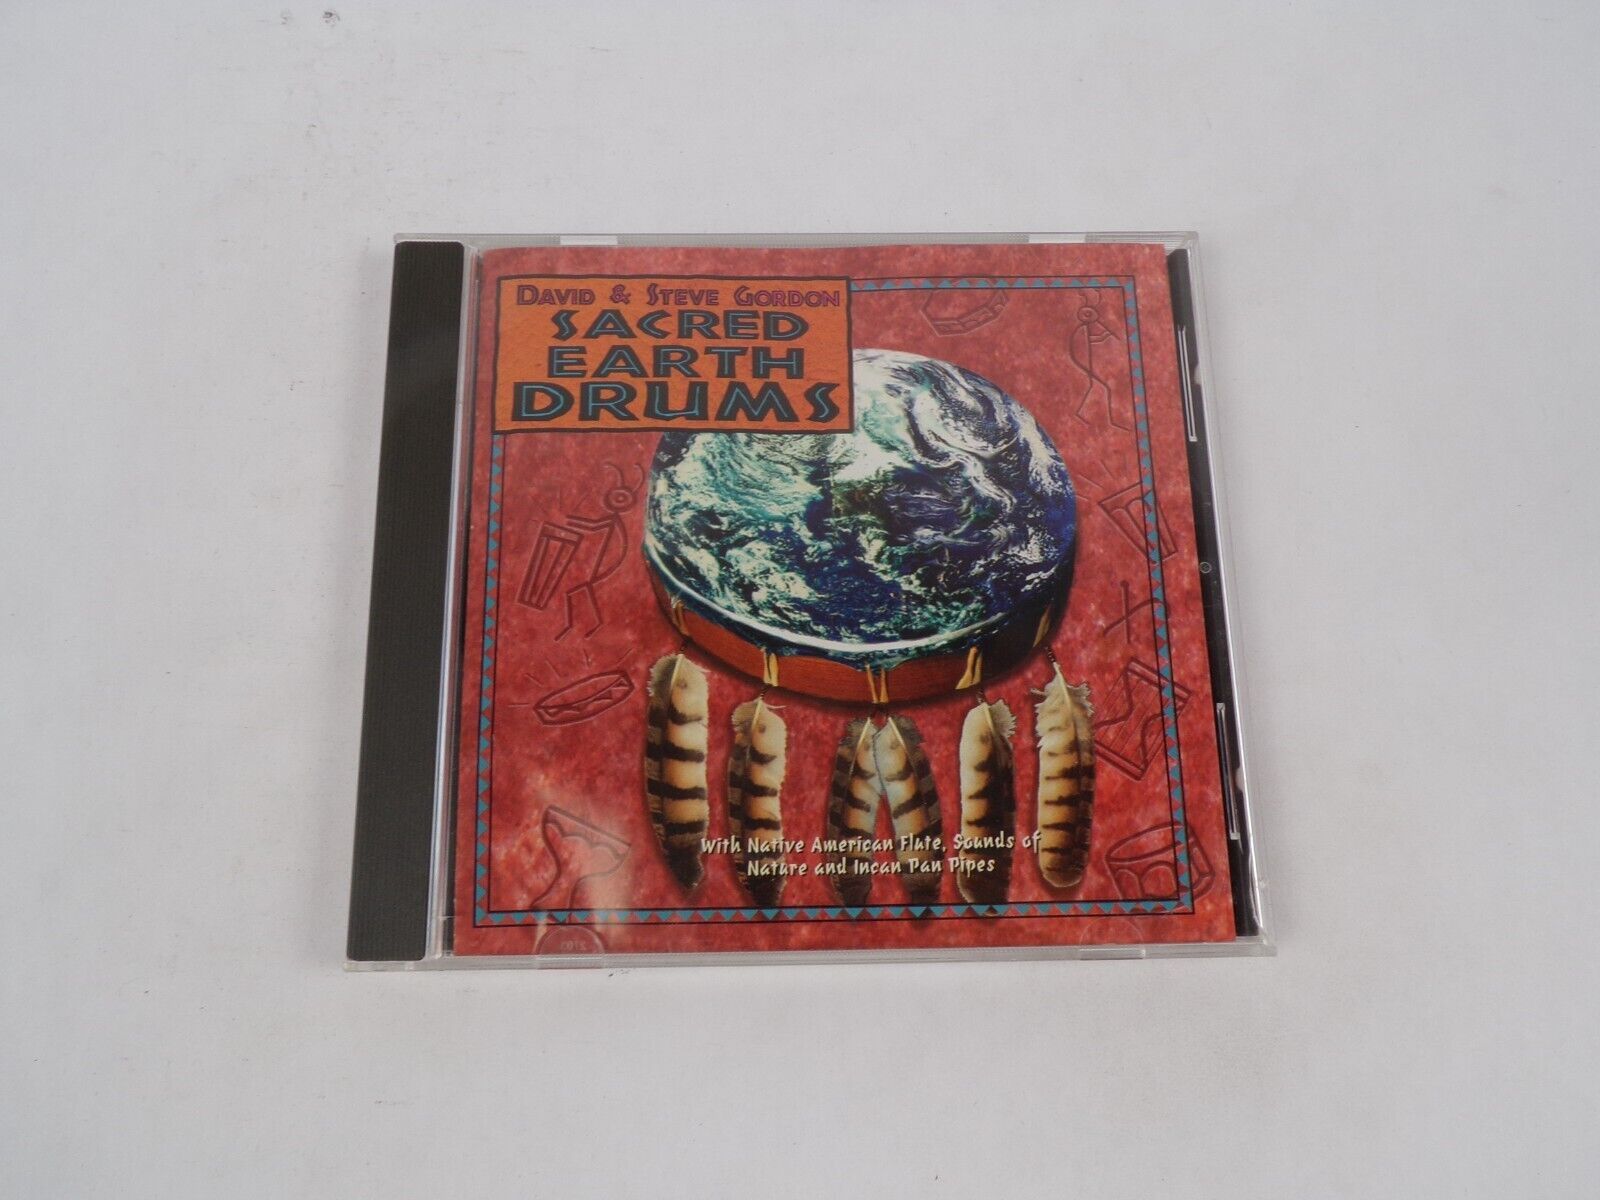 DAVID & STEVE GORDON
SACRED
EARTH
DRUMS
With Native American Flute, Sounds of
Nature and Incan Pan Pipes